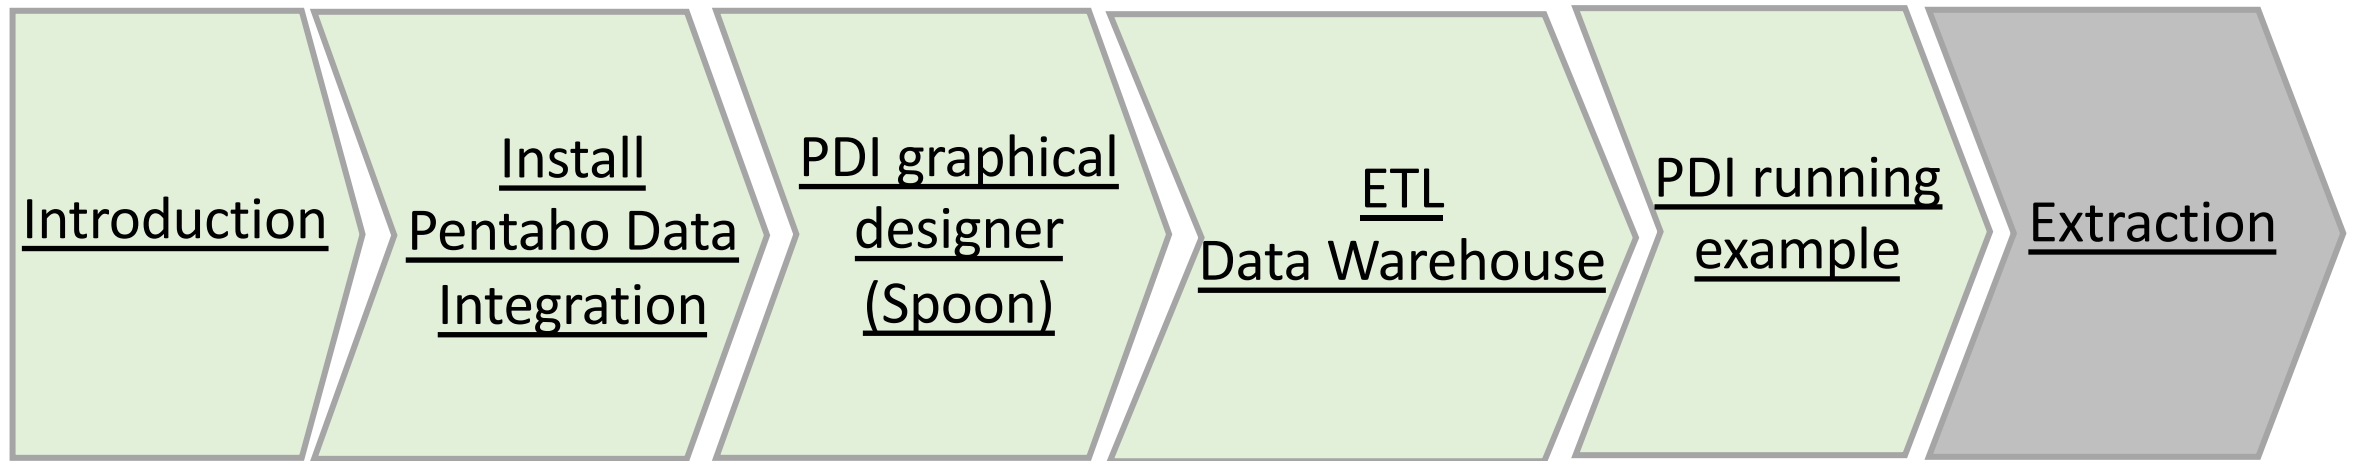 Introduction
Install
Pentaho Data
Integration
PDI graphical
designer
(Spoon)
ETL
Data Warehouse
PDI running
example
Extraction